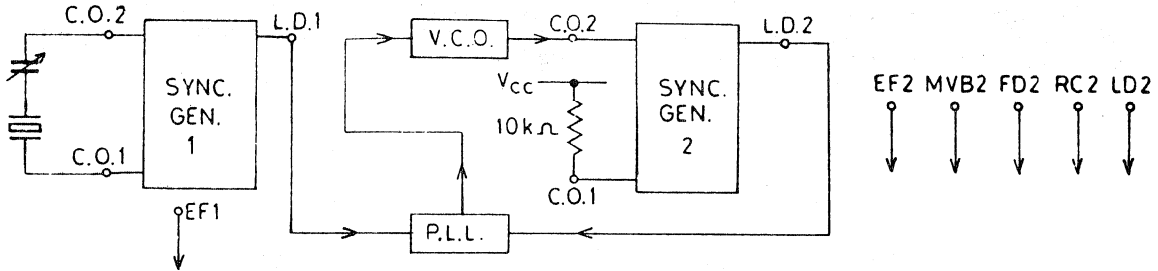 C.O.2
L.D.1
SYNC.
GEN.
1
C.O.1
EF1
V.C.O.
C.O.2
L.D.2
VCC
10kΩ
SYNC.
GEN.
2
C.O.1
P.L.L.
EF2 MVB2 FD2 RC2 LD2